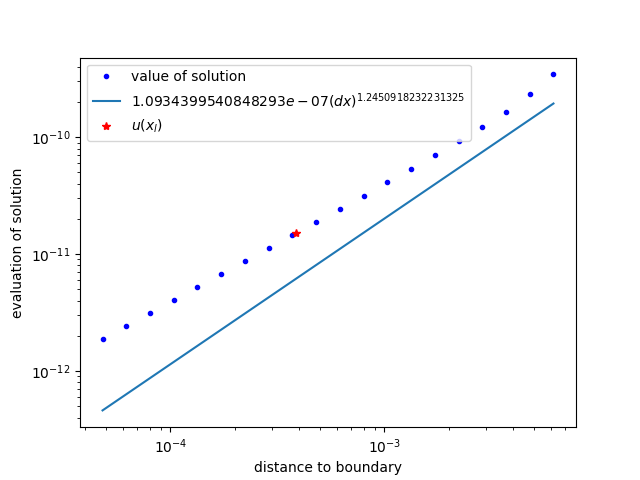 value of solution
1.0934399540848293e − 07(dx)^1.2450918232231325
u(x_l)
10^−10
10^−11
10^−12
evaluation of solution
10^−4
10^−3
distance to boundary